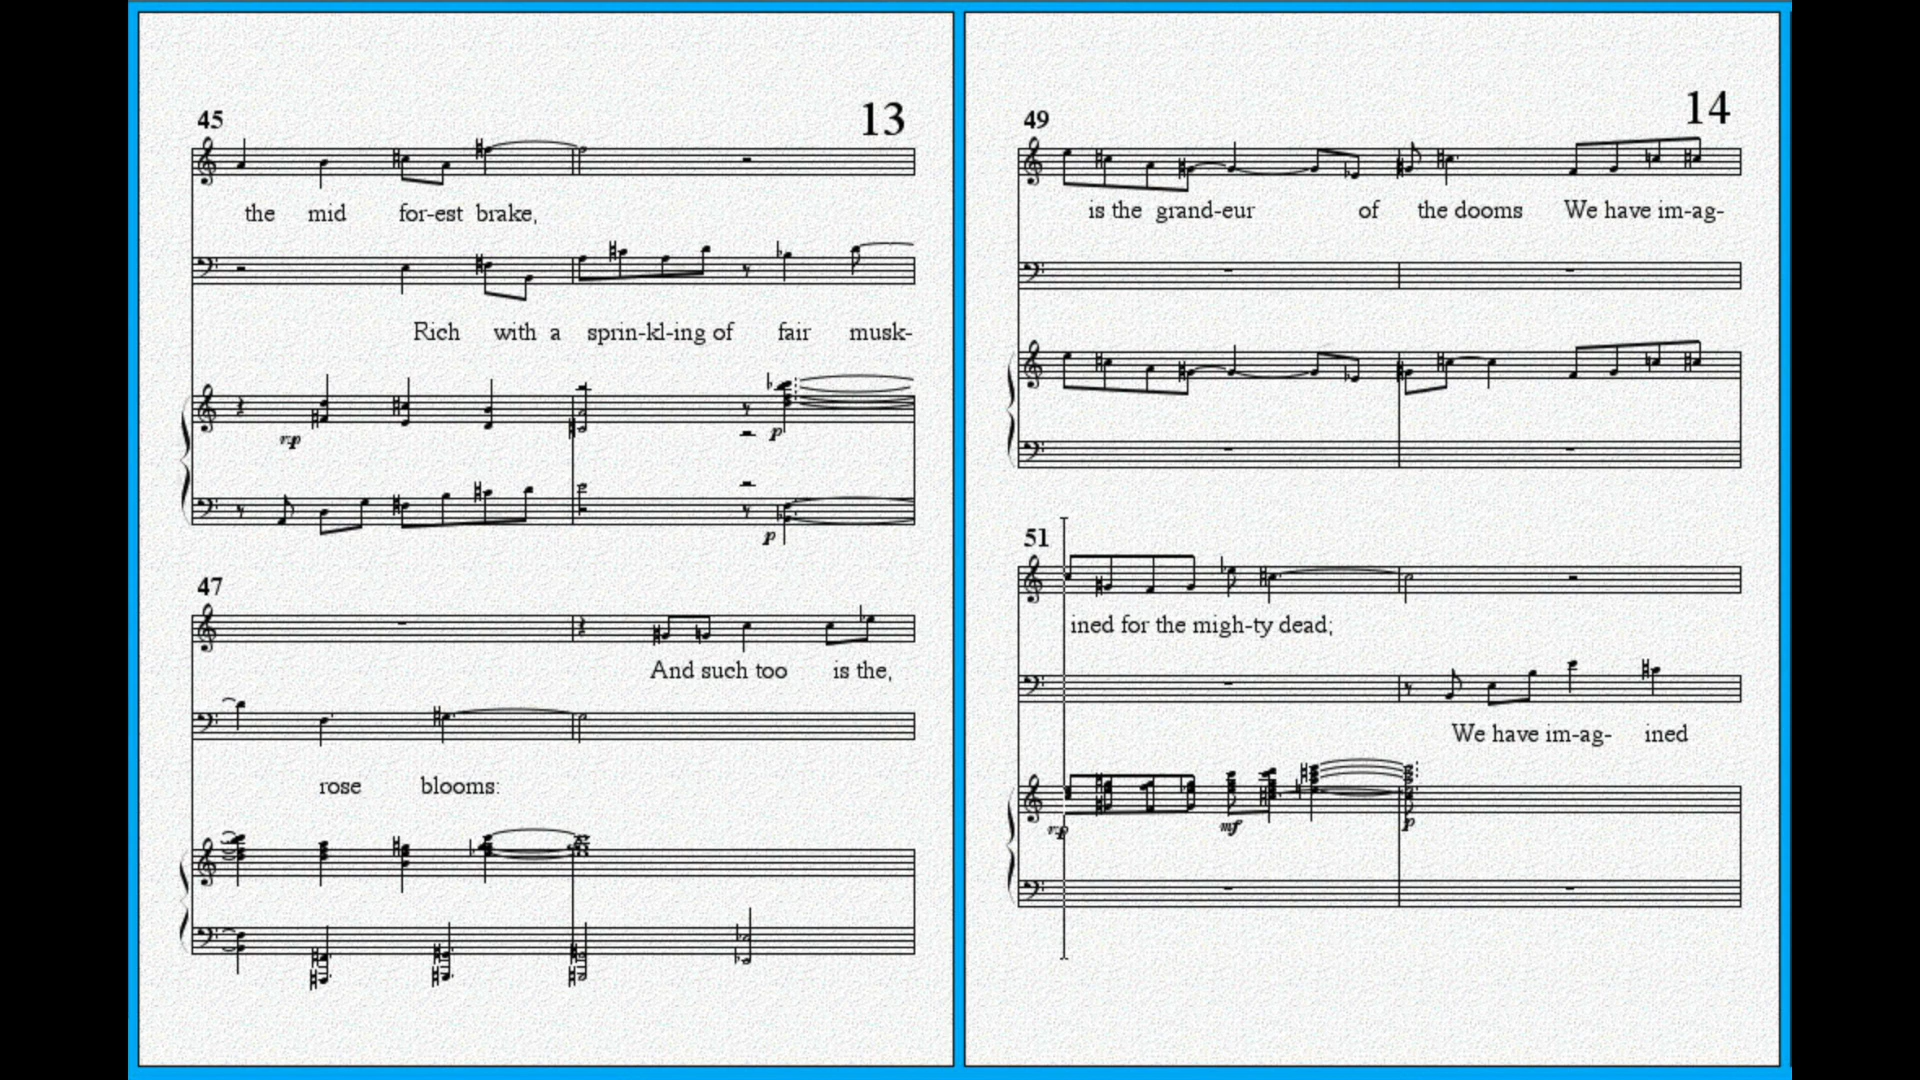 45
13
the mid for-est brake,
Rich with a sprin-kl-ing of fair musk-
p
p
47
And such too is the,
rose blooms:
49
14
is the grand-eur of the dooms We have im-ag-
51
ined for the migh-ty dead;
We have im-ag- ined
mf
p